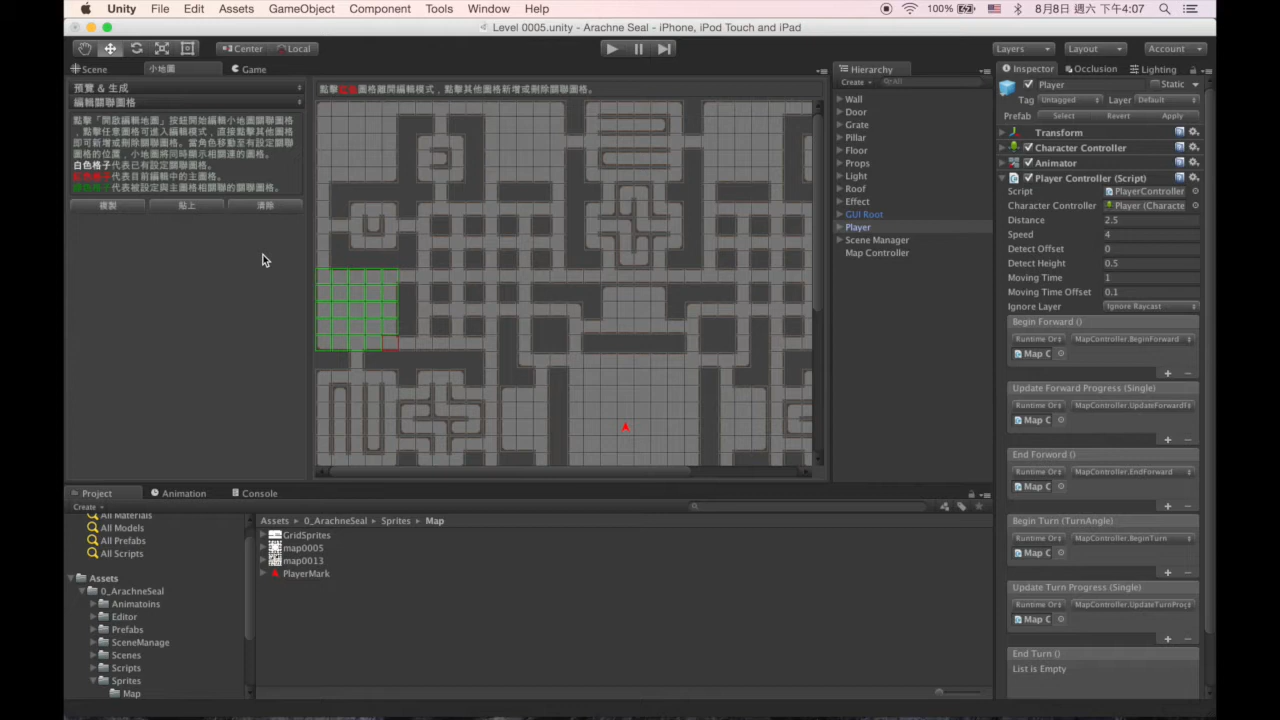 Unity File Edit Assets GameObject Component Tools Window Help 100% 8月8日 週六 下午4:07
Level 0005.unity - Arachne Seal - iPhone, iPod Touch and iPad
Center Local Layers Layout Account
Scene 小地圖 Game Hierarchy Inspector Occlusion Lighting
預覽 & 生成
編輯關聯圖格
點擊「開啟編輯地圖」按鈕開始編輯小地圖關聯圖格
，點擊任意圖格可進入編輯模式，直接點擊其他圖格
即可新增或刪除關聯圖格。當角色移動至有設定關聯
圖格的位置，小地圖將同時顯示相關連的圖格。
白色格子代表已有設定關聯圖格。
紅色格子代表目前編輯中的主圖格。
綠色格子代表被設定與主圖格相關聯的關聯圖格。
複製 貼上 清除
點擊紅色圖格離開編輯模式，點擊其他圖格新增或刪除關聯圖格。
Create All
Wall
Door
Grate
Pillar
Floor
Props
Light
Roof
Effect
GUI Root
Player
Scene Manager
Map Controller
Player Static
Tag Untagged Layer Default
Prefab Select Revert Apply
Transform
Character Controller
Animator
Player Controller (Script)
Script PlayerController
Character Controller Player (Characte
Distance 2.5
Speed 4
Detect Offset 0
Detect Height 0.5
Moving Time 1
Moving Time Offset 0.1
Ignore Layer Ignore Raycast
Begin Forward ()
Runtime Or MapController.BeginForward
Map C
Update Forward Progress (Single)
Runtime Or MapController.UpdateForwardF
Map C
End Forword ()
Runtime Or MapController.EndForward
Map C
Begin Turn (TurnAngle)
Runtime Or MapController.BeginTurn
Map C
Update Turn Progress (Single)
Runtime Or MapController.UpdateTurnProg
Map C
End Turn ()
List is Empty
Project Animation Console
Create
All Materials
All Models
All Prefabs
All Scripts
Assets
0_ArachneSeal
Animatoins
Editor
Prefabs
SceneManage
Scenes
Scripts
Sprites
Map
Assets 0_ArachneSeal Sprites Map
GridSprites
map0005
map0013
PlayerMark